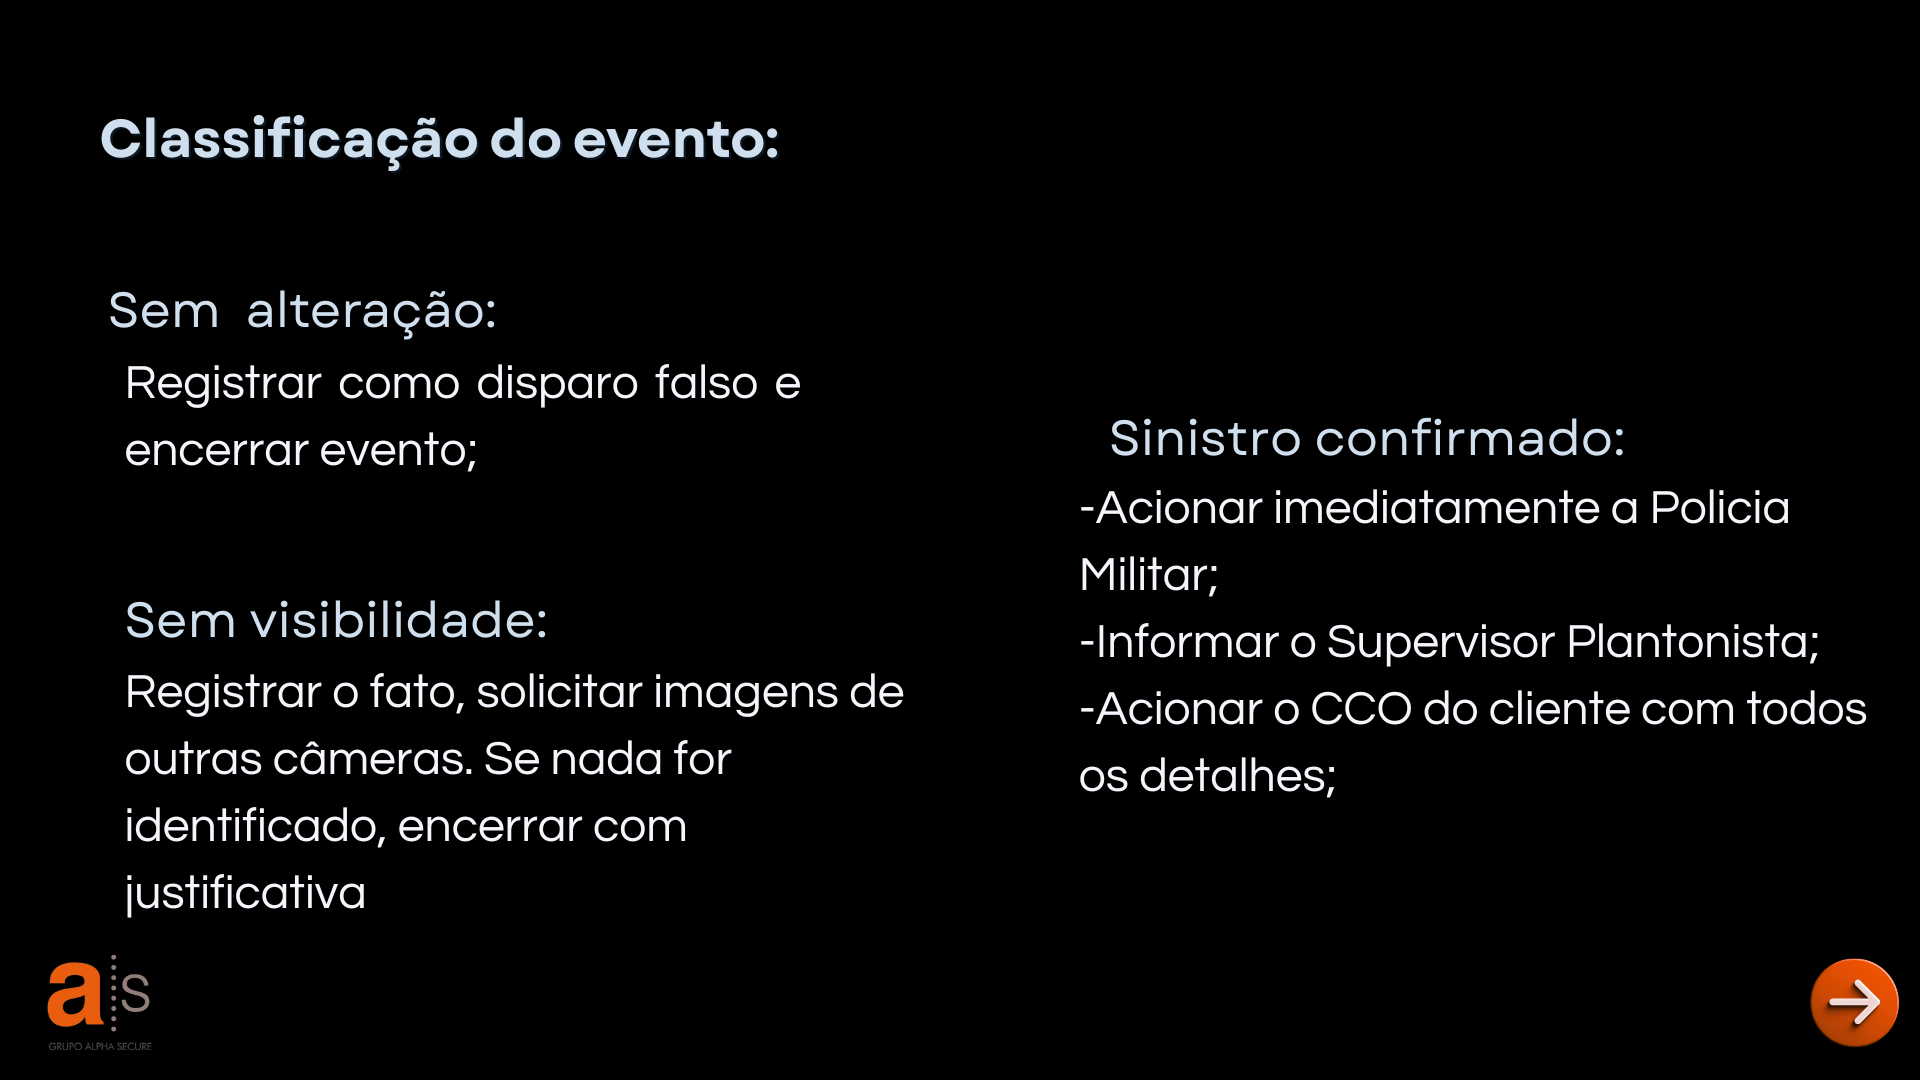 Classificação do evento:
Sem alteração:
Registrar como disparo falso e
encerrar evento;
Sem visibilidade:
Registrar o fato, solicitar imagens de
outras câmeras. Se nada for
identificado, encerrar com
justificativa
Sinistro confirmado:
-Acionar imediatamente a Policia
Militar;
-Informar o Supervisor Plantonista;
-Acionar o CCO do cliente com todos
os detalhes;
a s
GRUPO ALPHA SECURE